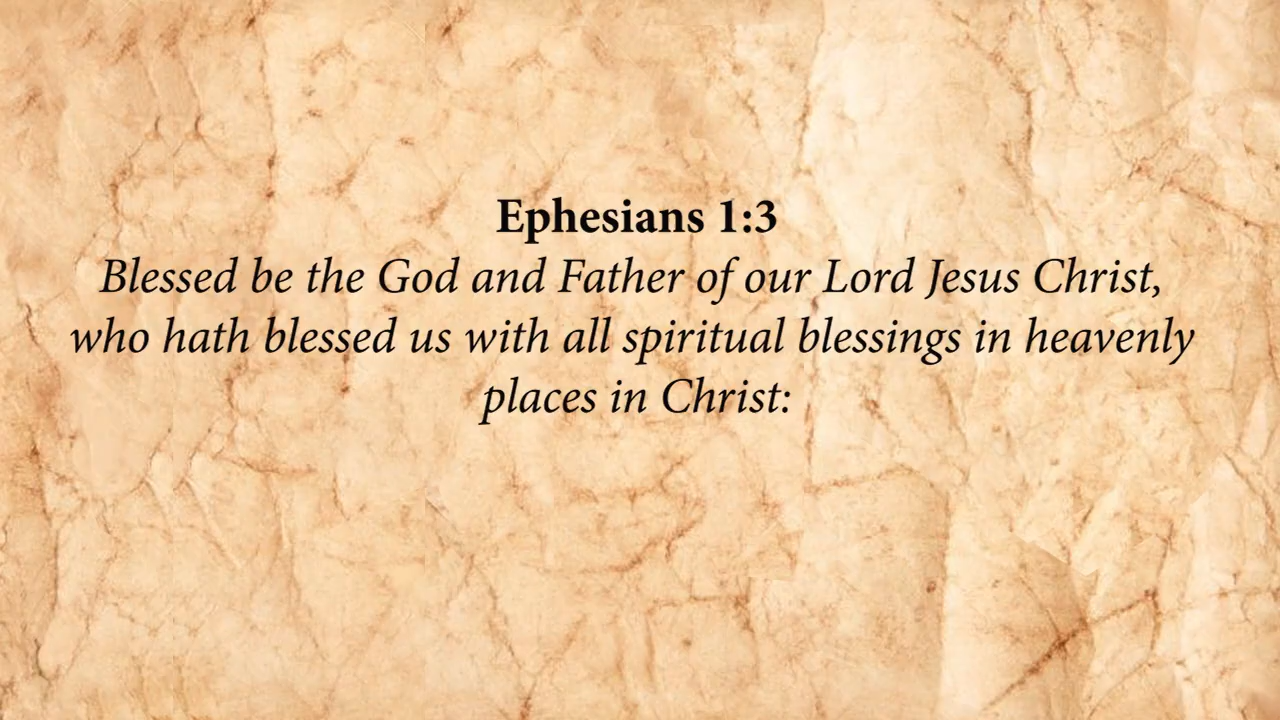 Ephesians 1:3
Blessed be the God and Father of our Lord Jesus Christ,
who hath blessed us with all spiritual blessings in heavenly
places in Christ: